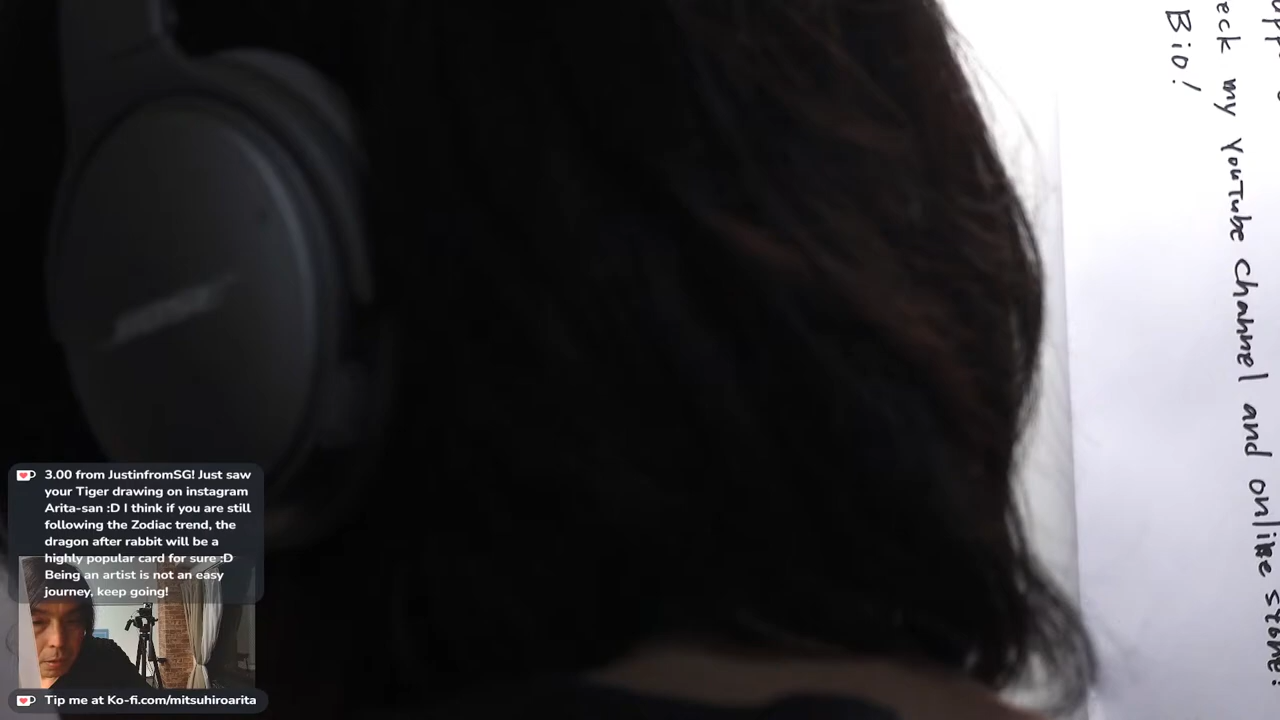 eck my YouTube channel and online store!
Bio!
3.00 from JustinfromSG! Just saw
your Tiger drawing on instagram
Arita-san :D I think if you are still
following the Zodiac trend, the
dragon after rabbit will be a
highly popular card for sure :D
Being an artist is not an easy
journey, keep going!
Tip me at Ko-fi.com/mitsuhiroarita